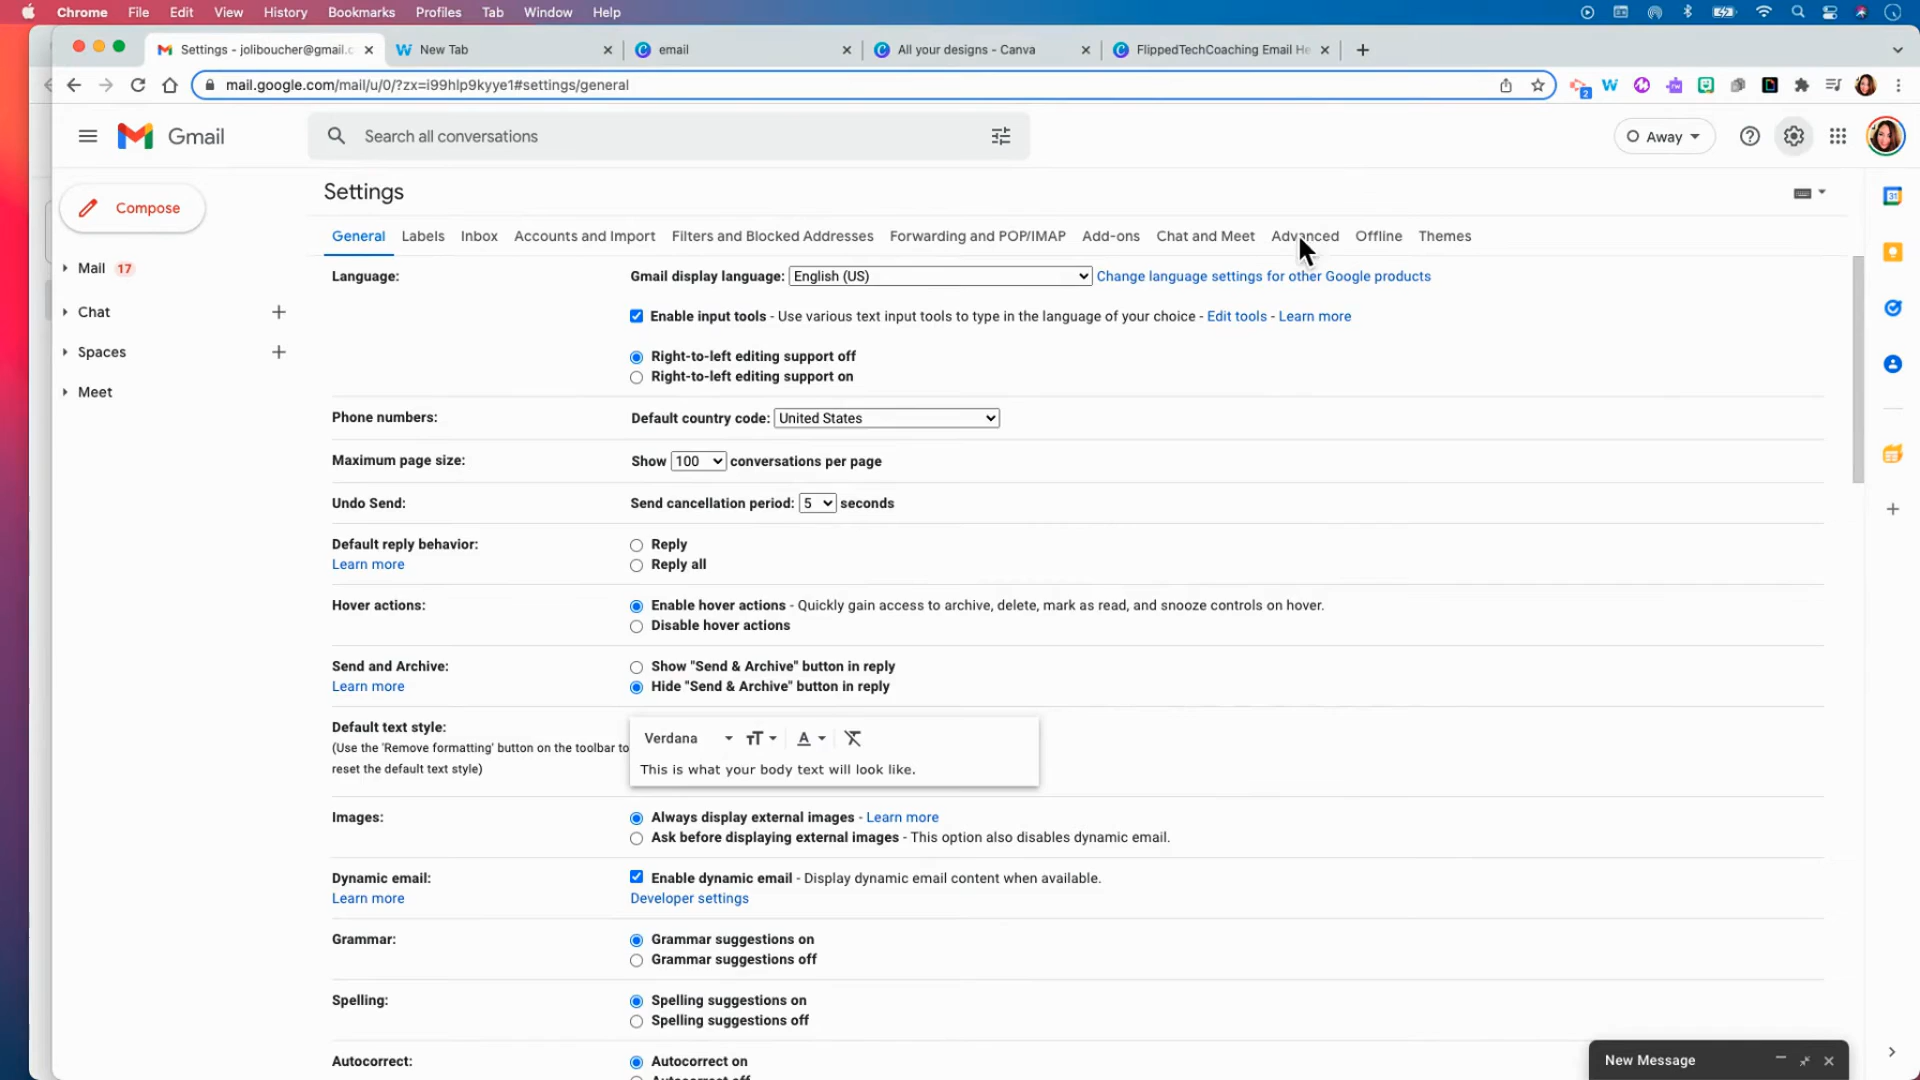 Chrome File Edit View History Bookmarks Profiles Tab Window Help
Settings - joliboucher@gmail.c New Tab email All your designs - Canva FlippedTechCoaching Email He
mail.google.com/mail/u/0/?zx=i99hlp9kyye1#settings/general
2
Gmail Search all conversations Away
Settings
Compose
General Labels Inbox Accounts and Import Filters and Blocked Addresses Forwarding and POP/IMAP Add-ons Chat and Meet Advanced Offline Themes
Mail 17
Chat
Spaces
Meet
Language: Gmail display language: English (US) Change language settings for other Google products
Enable input tools - Use various text input tools to type in the language of your choice - Edit tools - Learn more
Right-to-left editing support off
Right-to-left editing support on
Phone numbers: Default country code: United States
Maximum page size: Show 100 conversations per page
Undo Send: Send cancellation period: 5 seconds
Default reply behavior: Reply
Learn more Reply all
Hover actions: Enable hover actions - Quickly gain access to archive, delete, mark as read, and snooze controls on hover.
Disable hover actions
Send and Archive: Show "Send & Archive" button in reply
Learn more Hide "Send & Archive" button in reply
Default text style:
(Use the 'Remove formatting' button on the toolbar to
reset the default text style)
Verdana
This is what your body text will look like.
Images: Always display external images - Learn more
Ask before displaying external images - This option also disables dynamic email.
Dynamic email: Enable dynamic email - Display dynamic email content when available.
Learn more Developer settings
Grammar: Grammar suggestions on
Grammar suggestions off
Spelling: Spelling suggestions on
Spelling suggestions off
Autocorrect: Autocorrect on
Autocorrect off
New Message
31